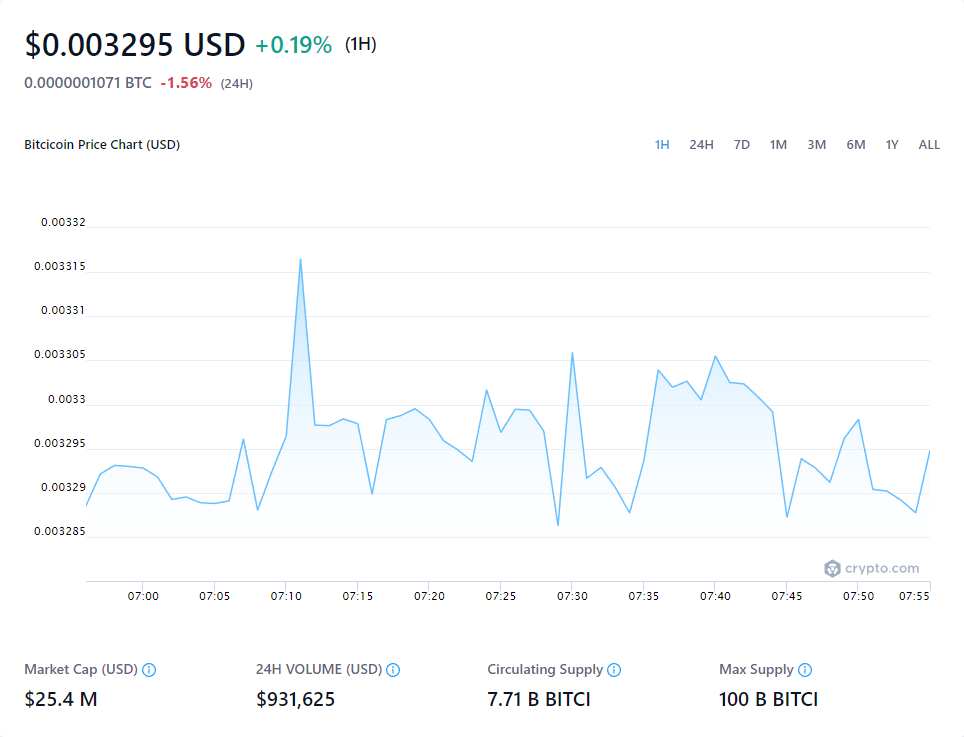 $0.003295 USD +0.19% (1H)
0.0000001071 BTC -1.56% (24H)
Bitcicoin Price Chart (USD) 1H 24H 7D 1M 3M 6M 1Y ALL
0.00332
0.003315
0.00331
0.003305
0.0033
0.003295
0.00329
0.003285
crypto.com
07:00 07:05 07:10 07:15 07:20 07:25 07:30 07:35 07:40 07:45 07:50 07:55
Market Cap (USD) 24H VOLUME (USD) Circulating Supply Max Supply
$25.4 M $931,625 7.71 B BITCI 100 B BITCI